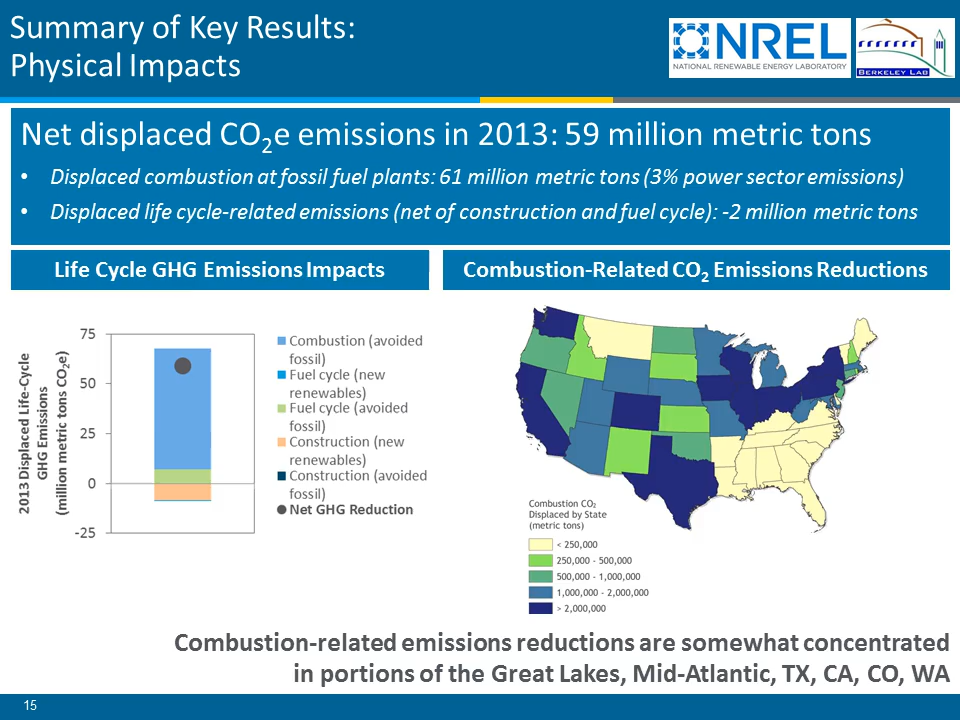 Summary of Key Results:
Physical Impacts
NREL
NATIONAL RENEWABLE ENERGY LABORATORY
BERKELEY LAB
Net displaced CO₂e emissions in 2013: 59 million metric tons
• Displaced combustion at fossil fuel plants: 61 million metric tons (3% power sector emissions)
• Displaced life cycle-related emissions (net of construction and fuel cycle): -2 million metric tons
Life Cycle GHG Emissions Impacts
Combustion-Related CO₂ Emissions Reductions
2013 Displaced Life-Cycle
GHG Emissions
(million metric tons CO₂e)
75
50
25
0
-25
Combustion (avoided
fossil)
Fuel cycle (new
renewables)
Fuel cycle (avoided
fossil)
Construction (new
renewables)
Construction (avoided
fossil)
Net GHG Reduction
Combustion CO₂
Displaced by State
(metric tons)
< 250,000
250,000 - 500,000
500,000 - 1,000,000
1,000,000 - 2,000,000
> 2,000,000
Combustion-related emissions reductions are somewhat concentrated
in portions of the Great Lakes, Mid-Atlantic, TX, CA, CO, WA
15